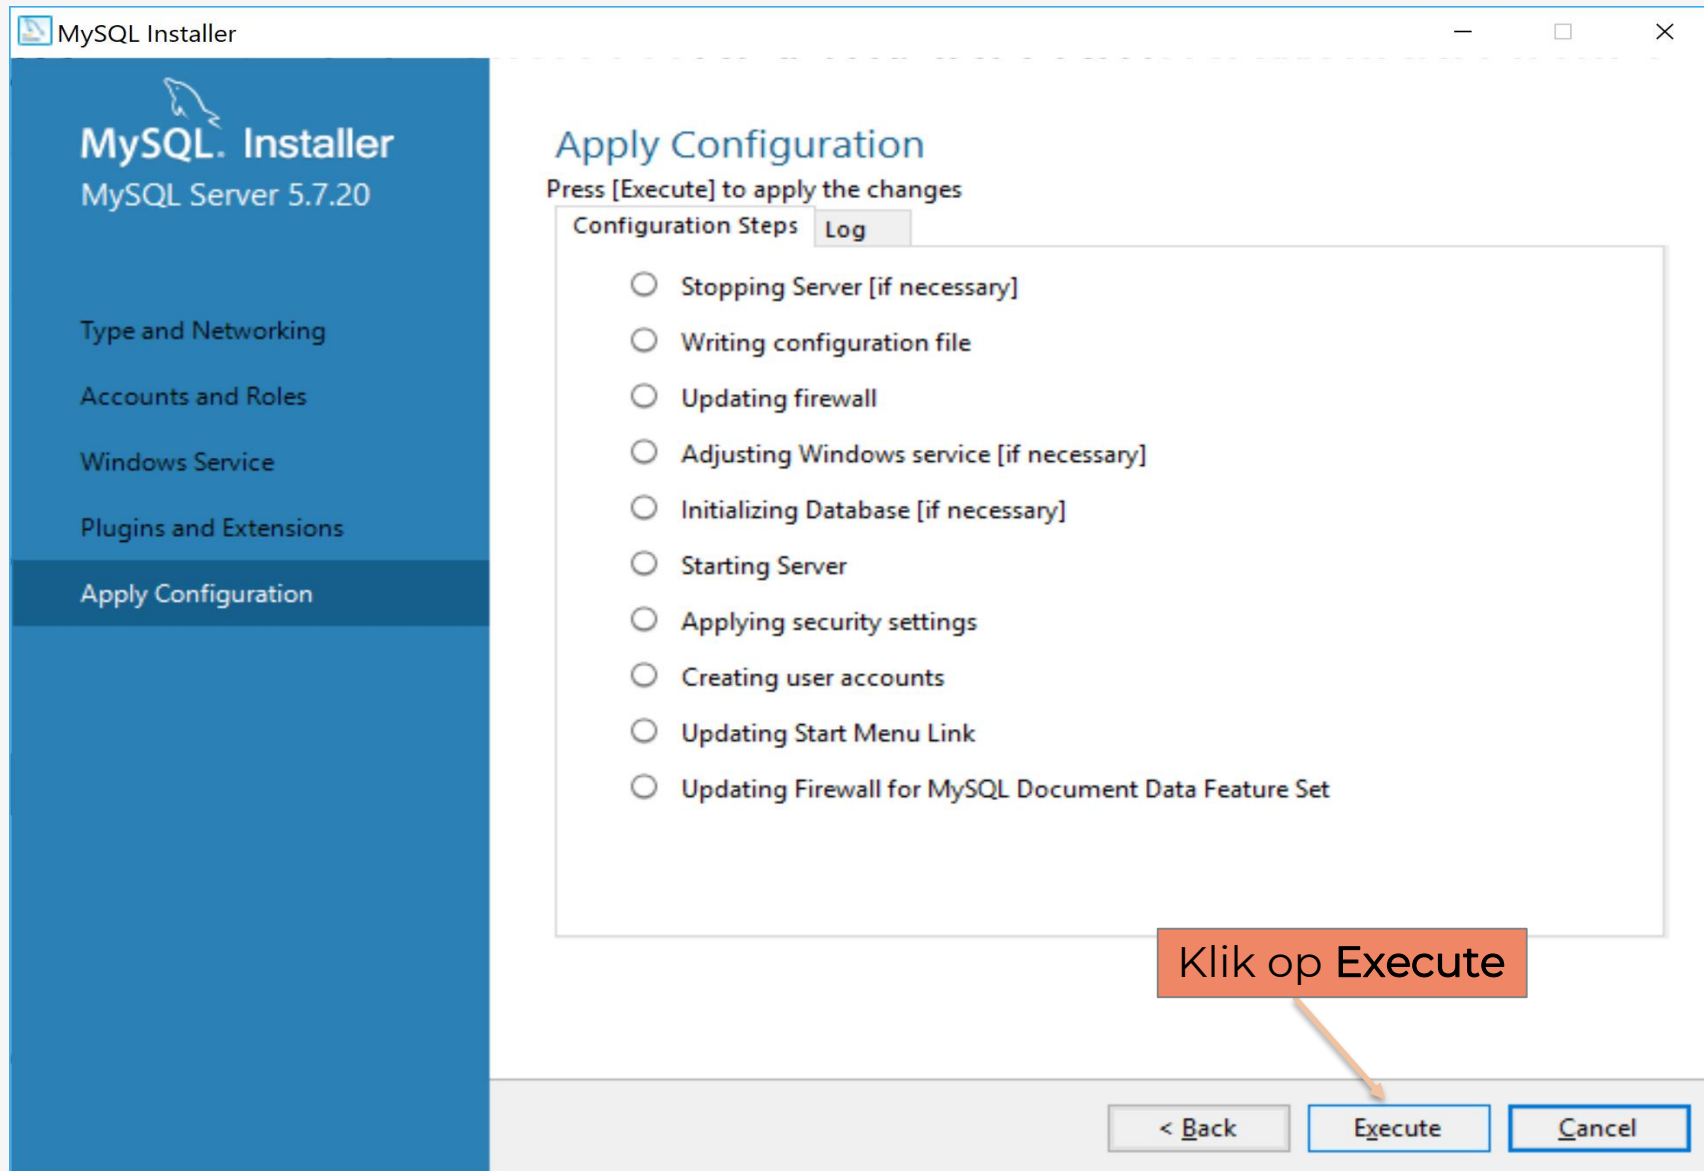 MySQL Installer
MySQL. Installer
MySQL Server 5.7.20
Type and Networking
Accounts and Roles
Windows Service
Plugins and Extensions
Apply Configuration
Apply Configuration
Press [Execute] to apply the changes
Configuration Steps Log
Stopping Server [if necessary]
Writing configuration file
Updating firewall
Adjusting Windows service [if necessary]
Initializing Database [if necessary]
Starting Server
Applying security settings
Creating user accounts
Updating Start Menu Link
Updating Firewall for MySQL Document Data Feature Set
Klik op Execute
< Back Execute Cancel